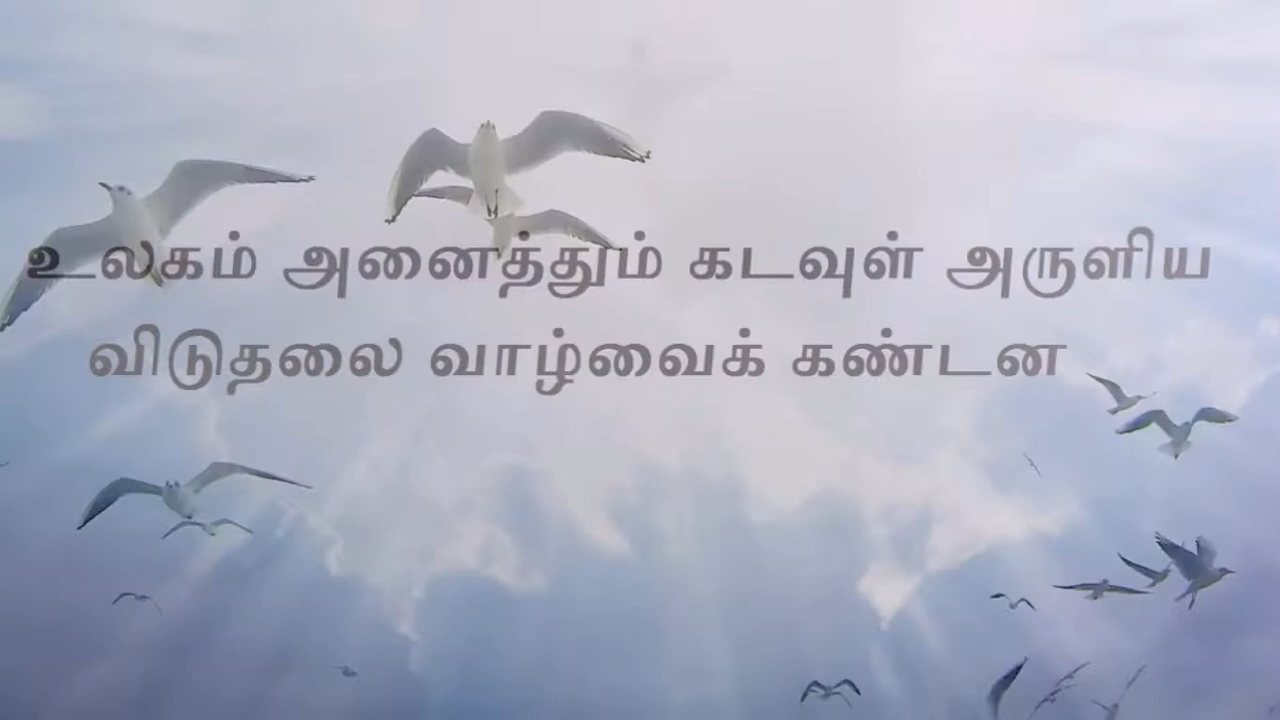 உலகம் அனைத்தும் கடவுள் அருளிய
விடுதலை வாழ்வைக் கண்டன